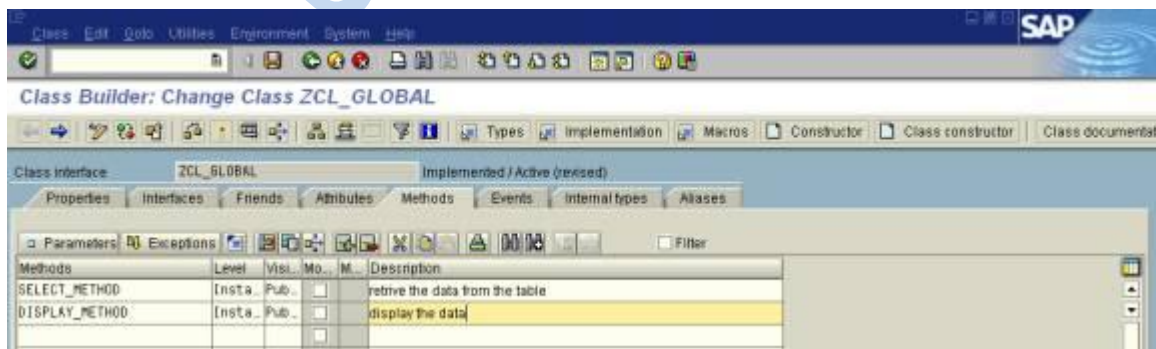 Class Edit Goto Utilities Environment System Help
SAP
Class Builder: Change Class ZCL_GLOBAL
Types Implementation Macros Constructor Class constructor Class documentat
Class interface ZCL_GLOBAL Implemented / Active (revised)
Properties Interfaces Friends Attributes Methods Events Internal types Aliases
Parameters Exceptions Filter
Methods Level Visi.. Mo.. M.. Description
SELECT_METHOD Insta.. Pub.. retrive the data from the table
DISPLAY_METHOD Insta.. Pub.. display the data